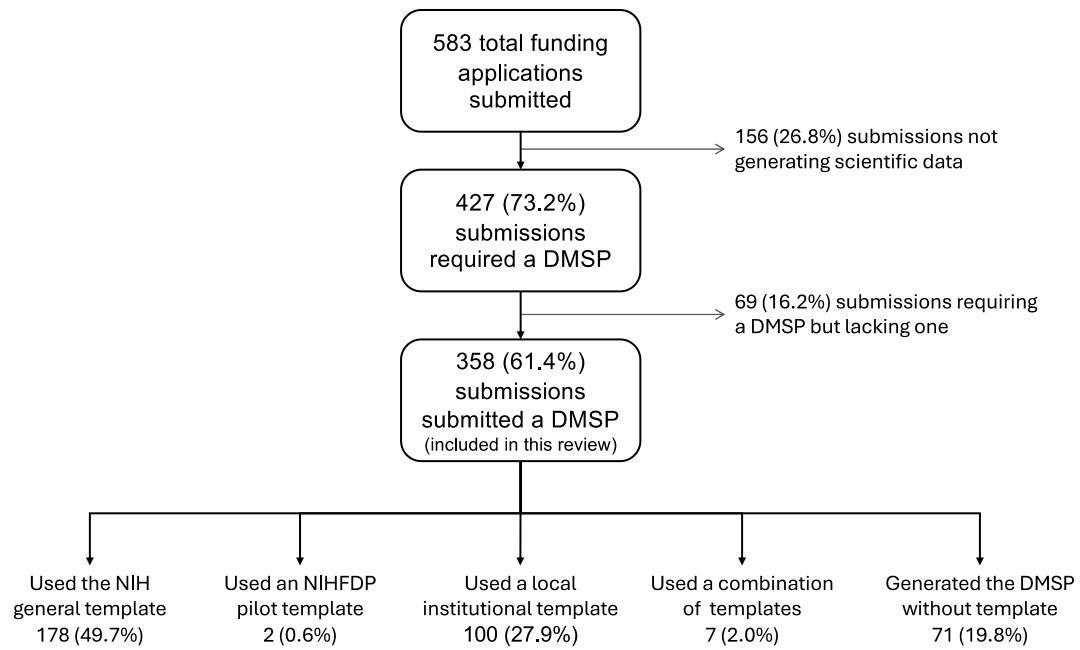 583 total funding
applications
submitted
156 (26.8%) submissions not
generating scientific data
427 (73.2%)
submissions
required a DMSP
69 (16.2%) submissions requiring
a DMSP but lacking one
358 (61.4%)
submissions
submitted a DMSP
(included in this review)
Used the NIH
general template
178 (49.7%)
Used an NIHFDP
pilot template
2 (0.6%)
Used a local
institutional template
100 (27.9%)
Used a combination
of templates
7 (2.0%)
Generated the DMSP
without template
71 (19.8%)